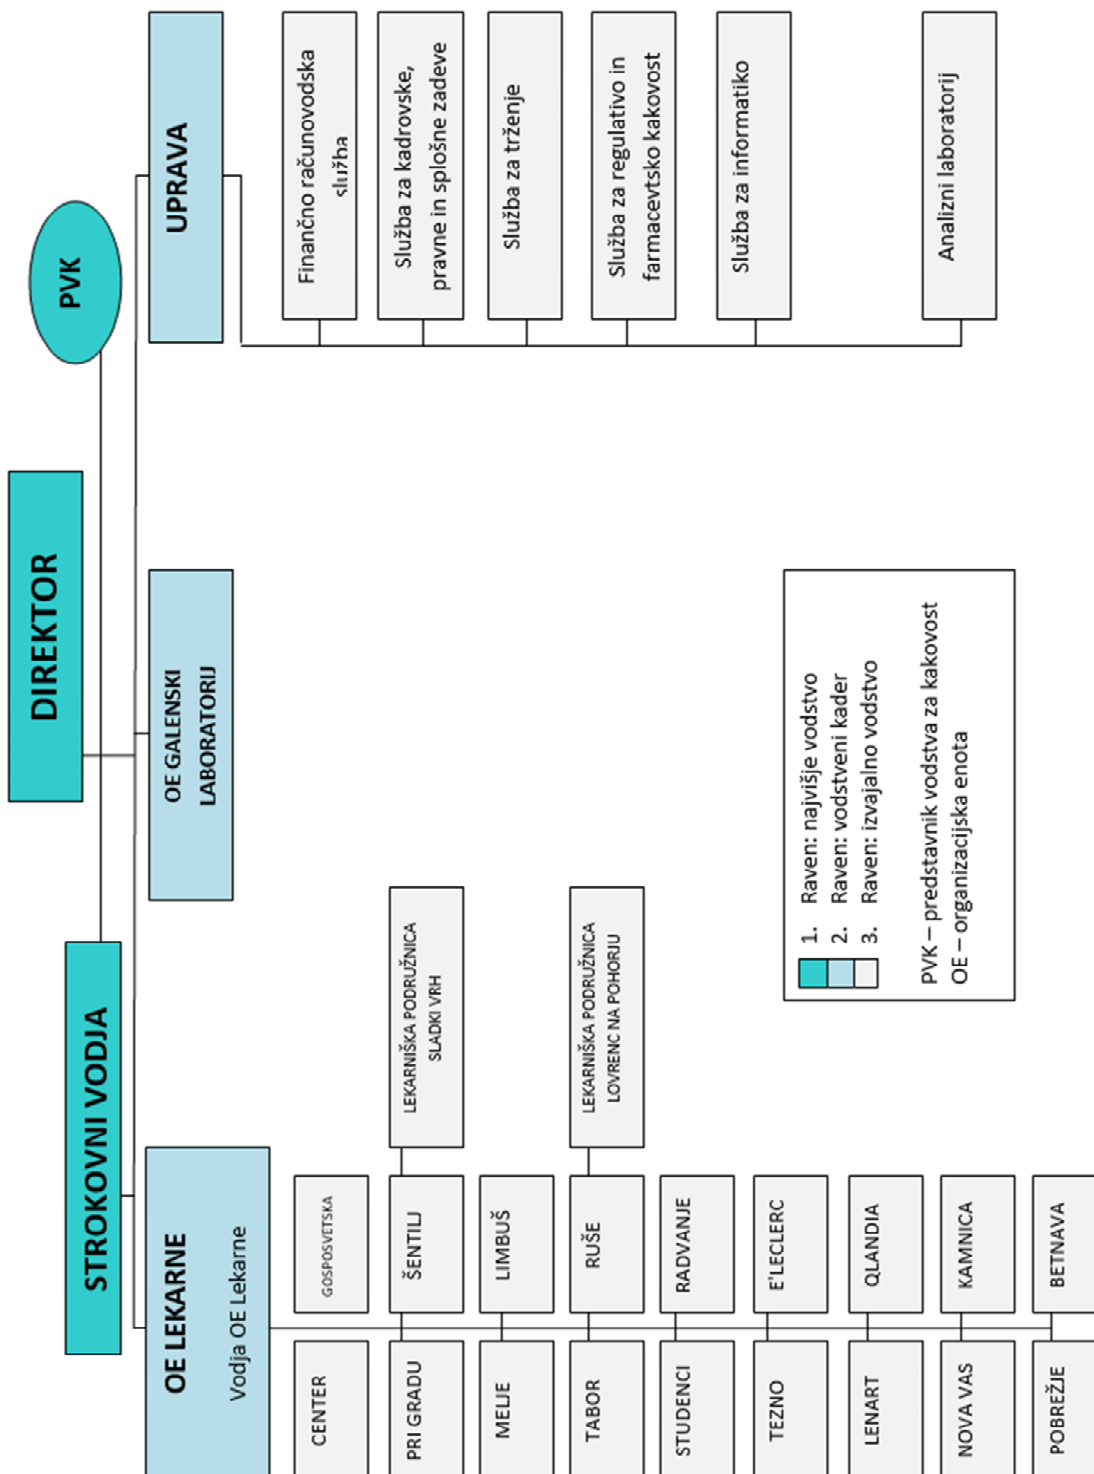 DIREKTOR
STROKOVNI VODJA
PVK
OE LEKARNE
Vodja OE Lekarne
OE GALENSKI
LABORATORIJ
UPRAVA
CENTER
GOSPOSVETSKA
PRI GRADU
ŠENTILJ
LEKARNIŠKA PODRUŽNICA
SLADKI VRH
MELJE
LIMBUŠ
TABOR
RUŠE
LEKARNIŠKA PODRUŽNICA
LOVRENC NA POHORJU
STUDENCI
RADVANJE
TEZNO
E'LECLERC
LENART
QLANDIA
NOVA VAS
KAMNICA
POBREŽJE
BETNAVA
Finančno računovodska
služba
Služba za kadrovske,
pravne in splošne zadeve
Služba za trženje
Služba za regulativo in
farmacevtsko kakovost
Služba za informatiko
Analizni laboratorij
1. Raven: najvišje vodstvo
2. Raven: vodstveni kader
3. Raven: izvajalno vodstvo
PVK – predstavnik vodstva za kakovost
OE – organizacijska enota